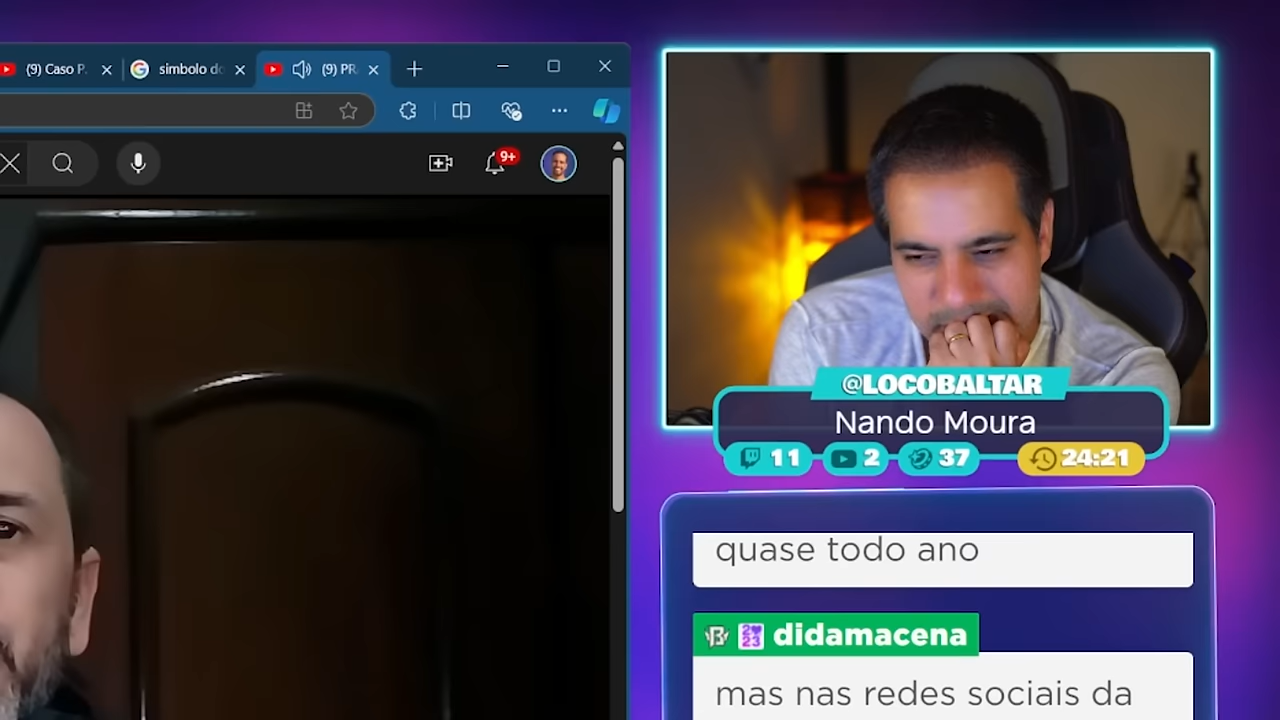 (9) Caso P.
simbolo do
(9) PR
9+
@LOCOBALTAR
Nando Moura
11
2
37
24:21
quase todo ano
didamacena
mas nas redes sociais da